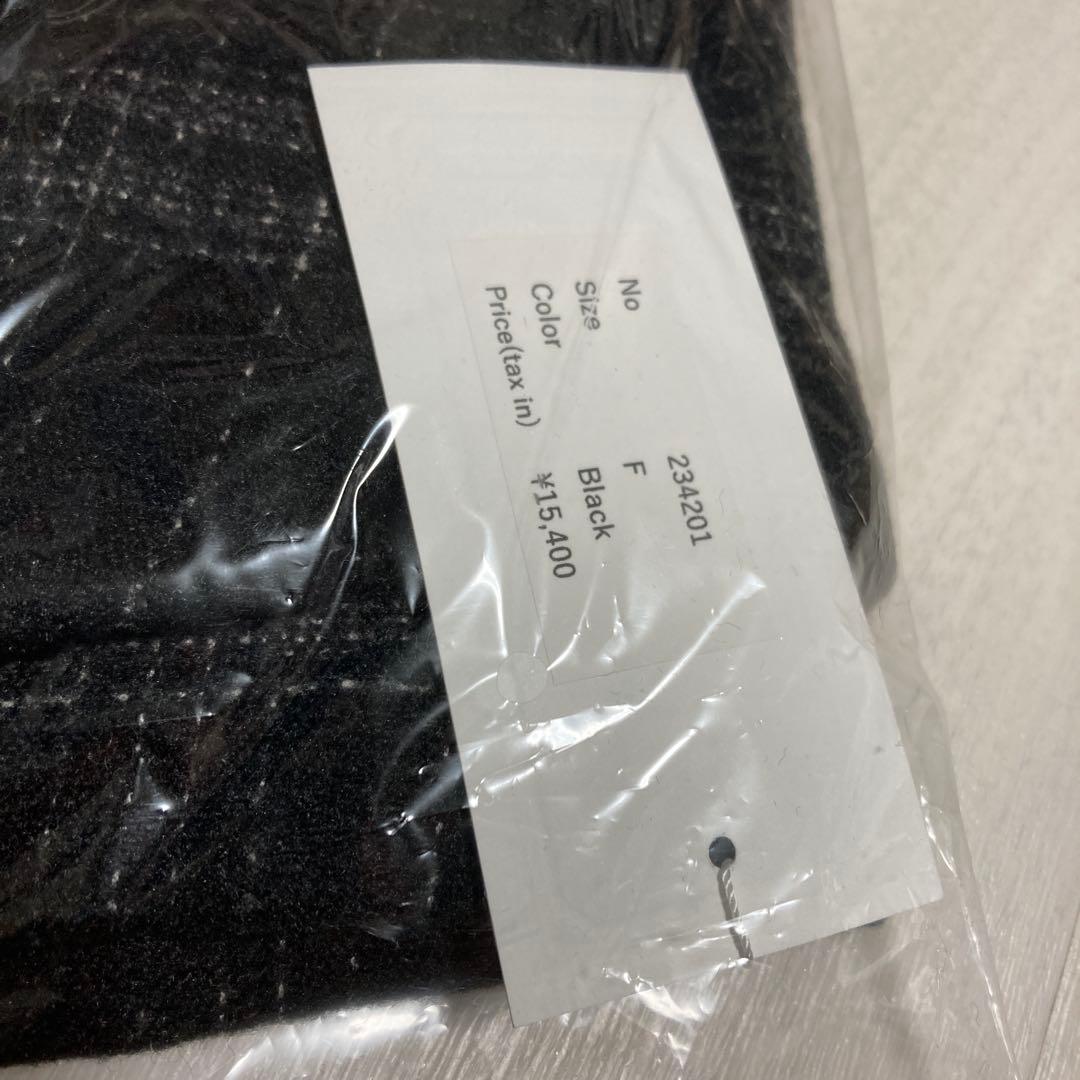 No 234201
Size F
Color Black
Price(tax in) ¥15,400